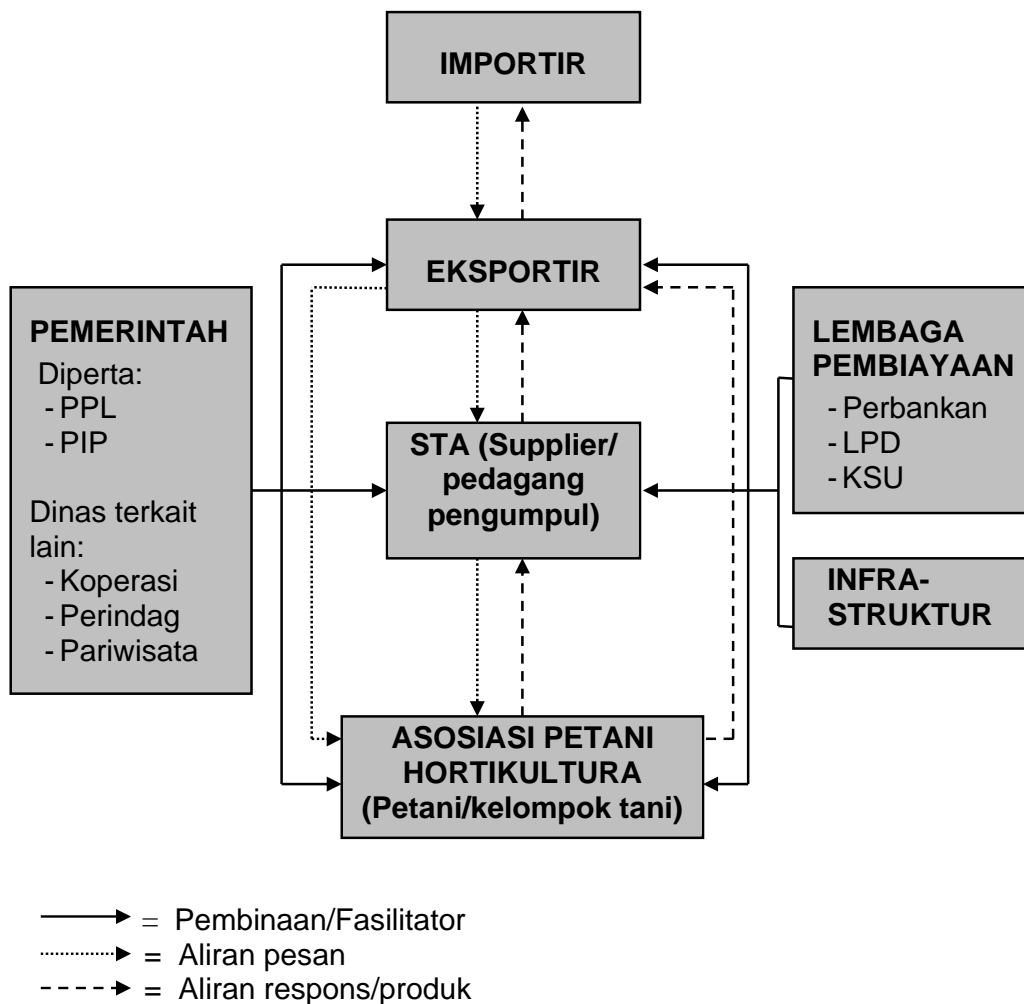 IMPORTIR
EKSPORTIR
PEMERINTAH
Diperta:
- PPL
- PIP
Dinas terkait
lain:
- Koperasi
- Perindag
- Pariwisata
STA (Supplier/
pedagang
pengumpul)
LEMBAGA
PEMBIAYAAN
- Perbankan
- LPD
- KSU
INFRA-
STRUKTUR
ASOSIASI PETANI
HORTIKULTURA
(Petani/kelompok tani)
= Pembinaan/Fasilitator
= Aliran pesan
= Aliran respons/produk